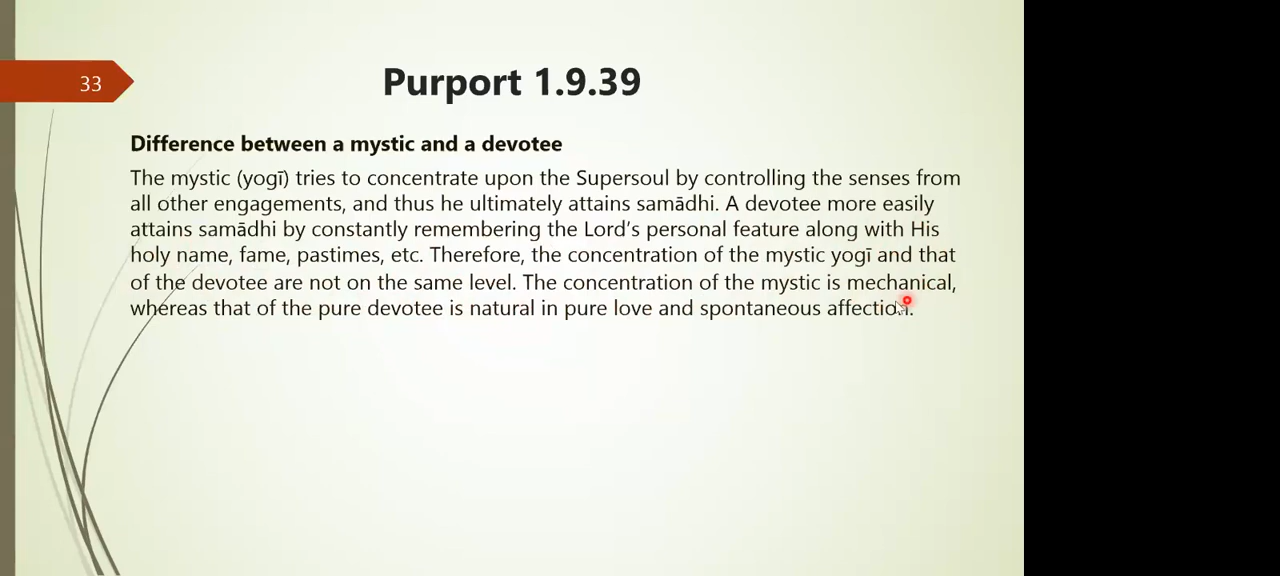 33
Purport 1.9.39
Difference between a mystic and a devotee
The mystic (yogī) tries to concentrate upon the Supersoul by controlling the senses from
all other engagements, and thus he ultimately attains samādhi. A devotee more easily
attains samādhi by constantly remembering the Lord's personal feature along with His
holy name, fame, pastimes, etc. Therefore, the concentration of the mystic yogī and that
of the devotee are not on the same level. The concentration of the mystic is mechanical,
whereas that of the pure devotee is natural in pure love and spontaneous affection.